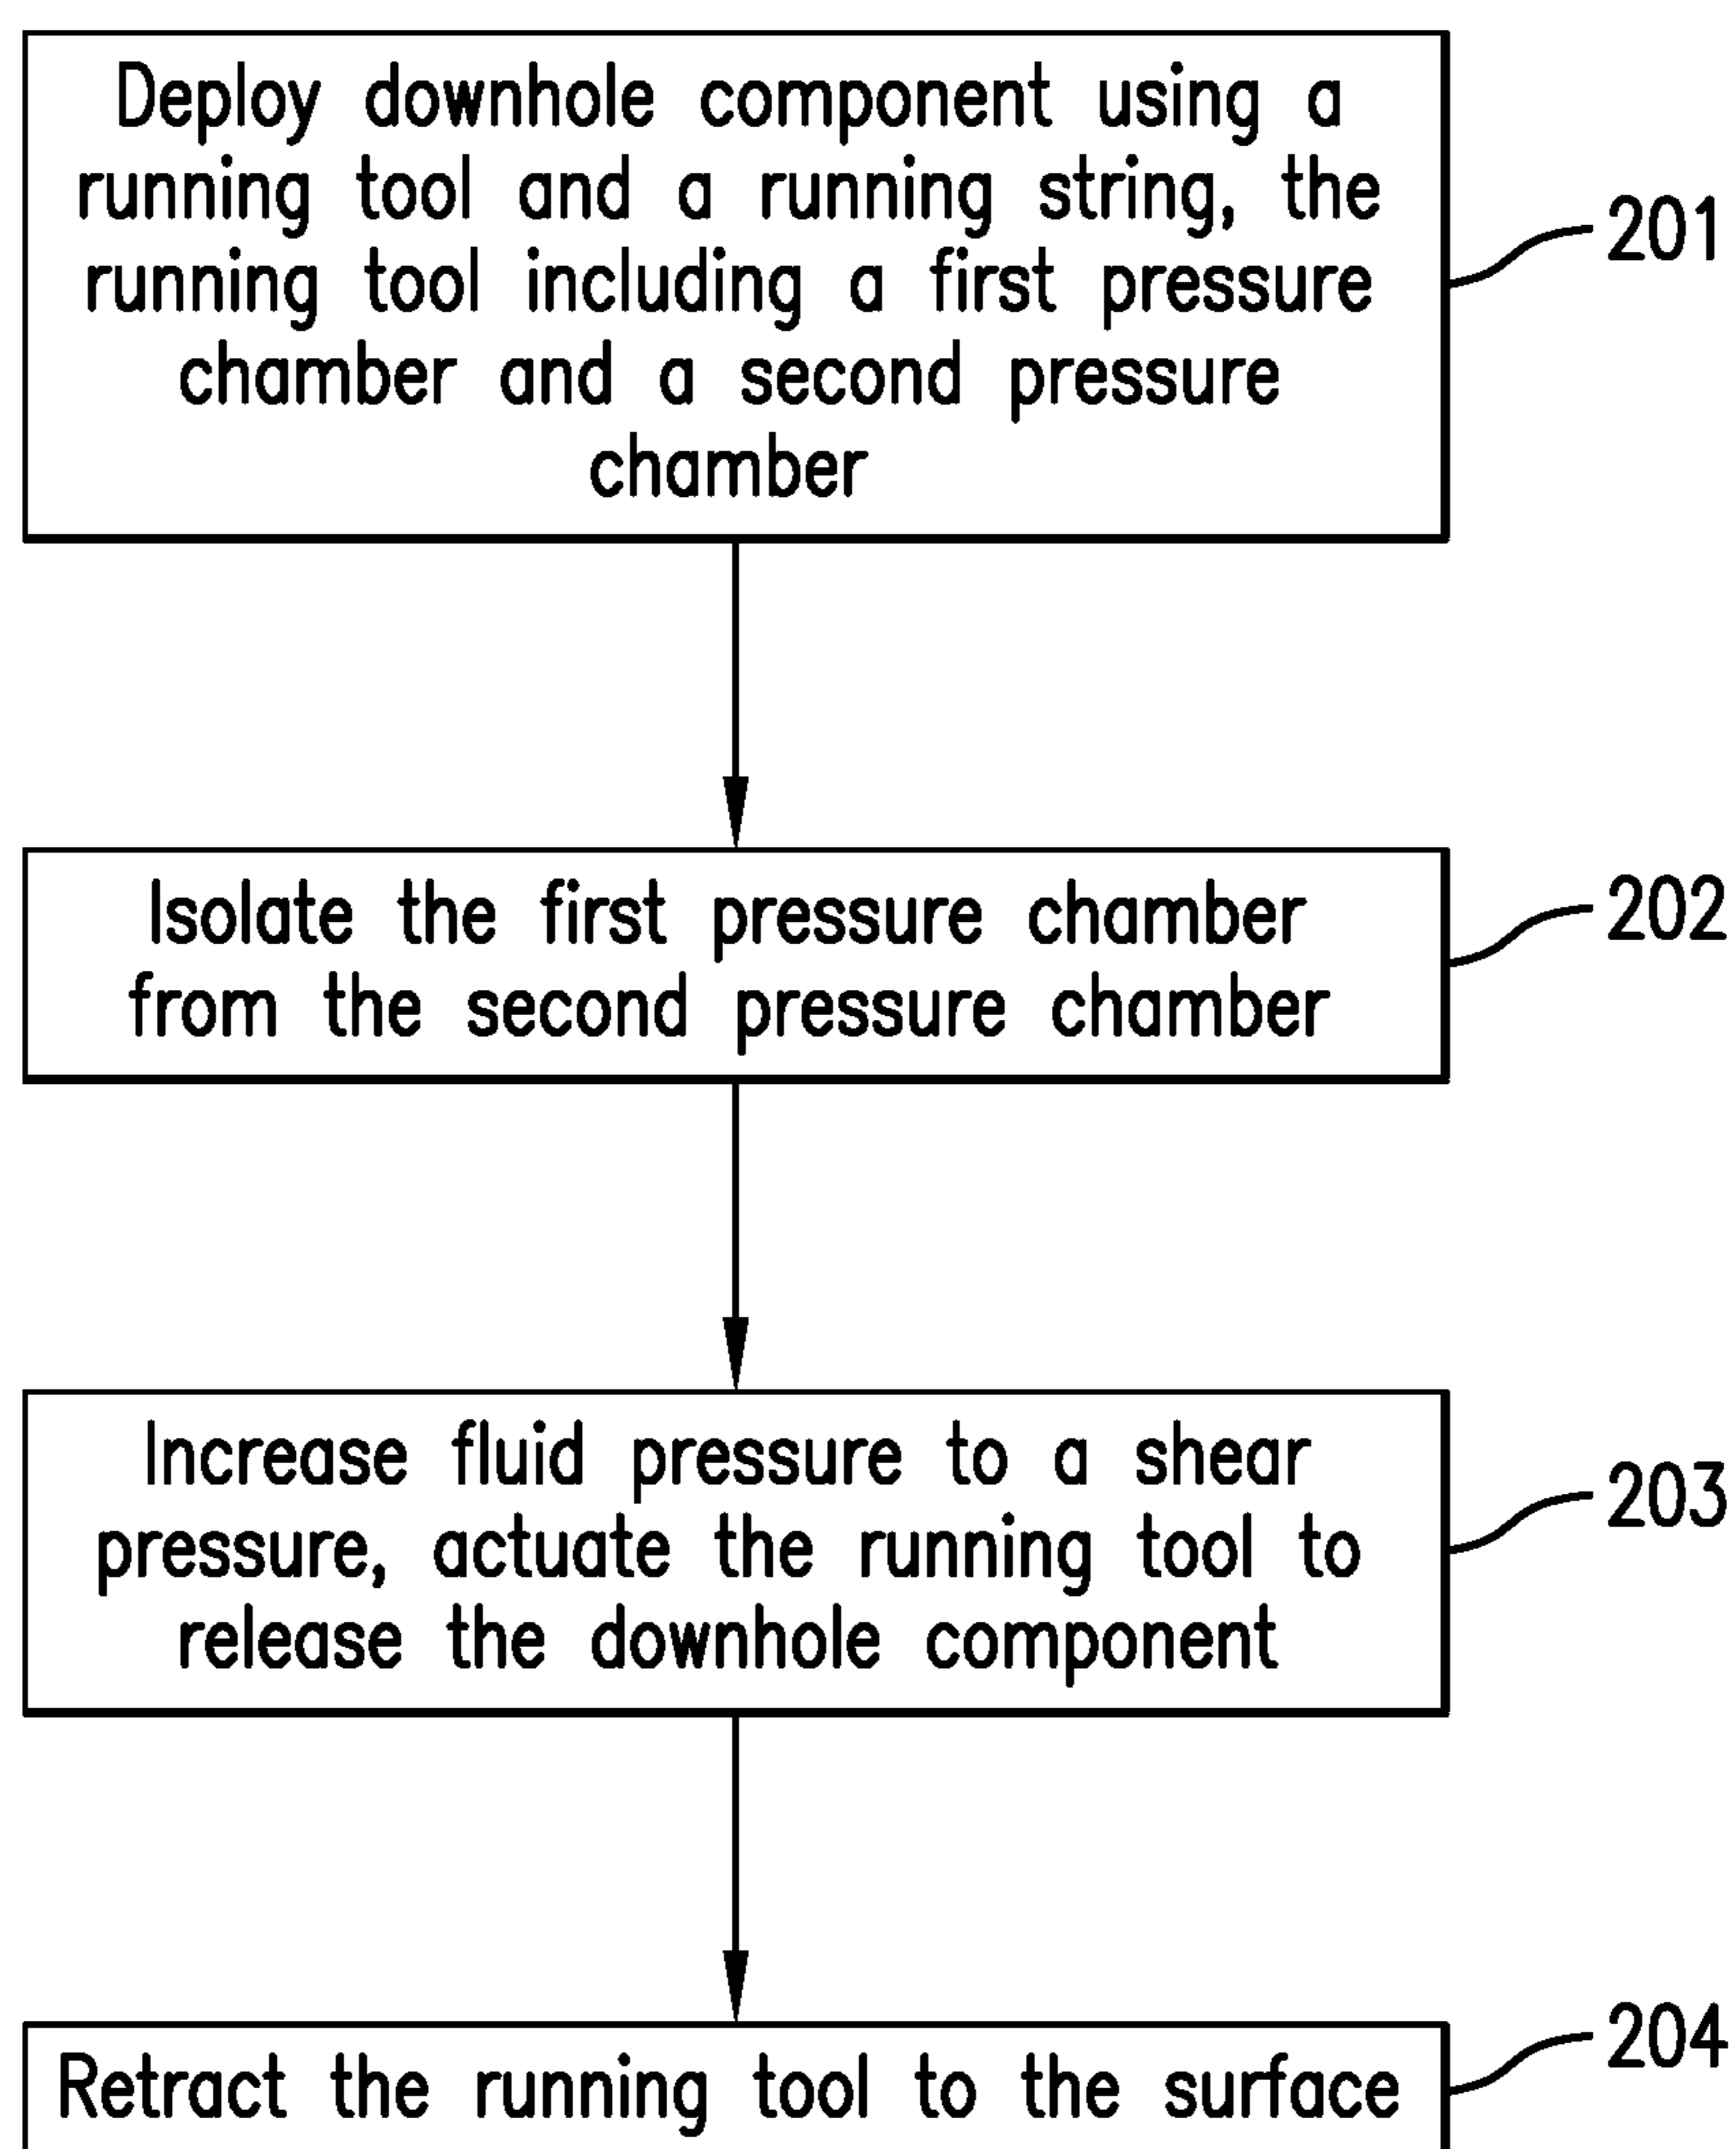 Deploy downhole component using a
running tool and a running string, the
running tool including a first pressure
chamber and a second pressure
chamber
201
Isolate the first pressure chamber
from the second pressure chamber
202
Increase fluid pressure to a shear
pressure, actuate the running tool to
release the downhole component
203
Retract the running tool to the surface
204